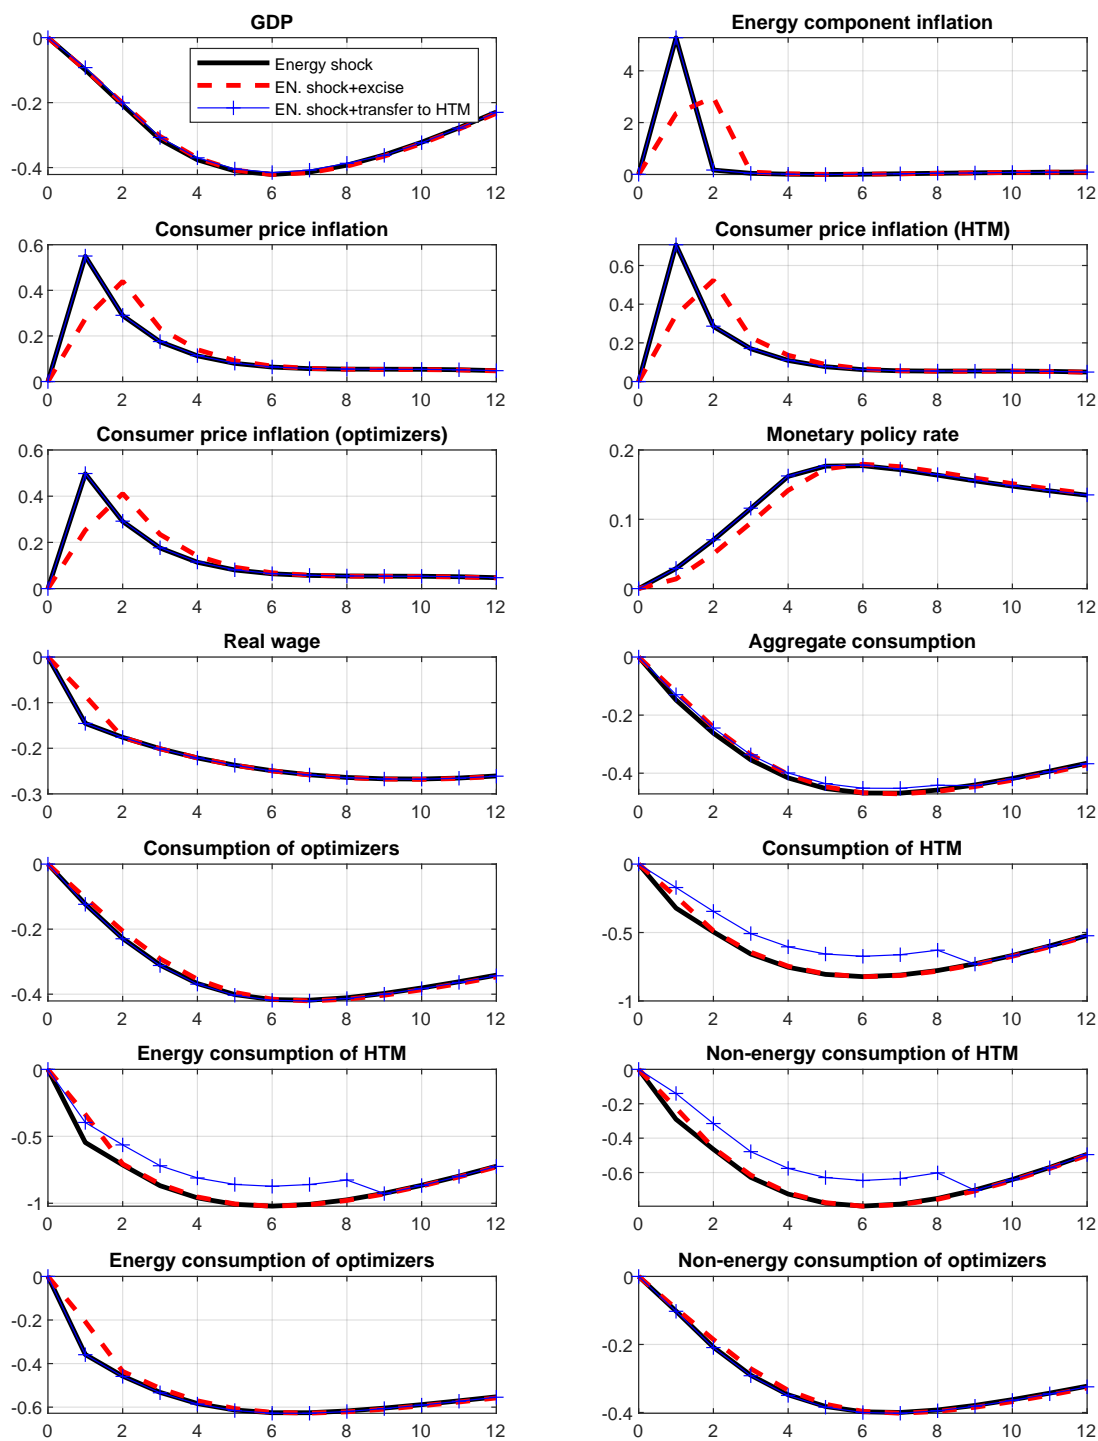 GDP
0
-0.2
-0.4
0 2 4 6 8 10 12
Energy shock
EN. shock+excise
EN. shock+transfer to HTM
Energy component inflation
4
2
0
0 2 4 6 8 10 12
Consumer price inflation
0.6
0.4
0.2
0
0 2 4 6 8 10 12
Consumer price inflation (HTM)
0.6
0.4
0.2
0
0 2 4 6 8 10 12
Consumer price inflation (optimizers)
0.6
0.4
0.2
0
0 2 4 6 8 10 12
Monetary policy rate
0.2
0.1
0
0 2 4 6 8 10 12
Real wage
0
-0.1
-0.2
-0.3
0 2 4 6 8 10 12
Aggregate consumption
0
-0.2
-0.4
0 2 4 6 8 10 12
Consumption of optimizers
0
-0.2
-0.4
0 2 4 6 8 10 12
Consumption of HTM
0
-0.5
-1
0 2 4 6 8 10 12
Energy consumption of HTM
0
-0.5
-1
0 2 4 6 8 10 12
Non-energy consumption of HTM
0
-0.2
-0.4
-0.6
0 2 4 6 8 10 12
Energy consumption of optimizers
0
-0.2
-0.4
-0.6
0 2 4 6 8 10 12
Non-energy consumption of optimizers
0
-0.2
-0.4
0 2 4 6 8 10 12